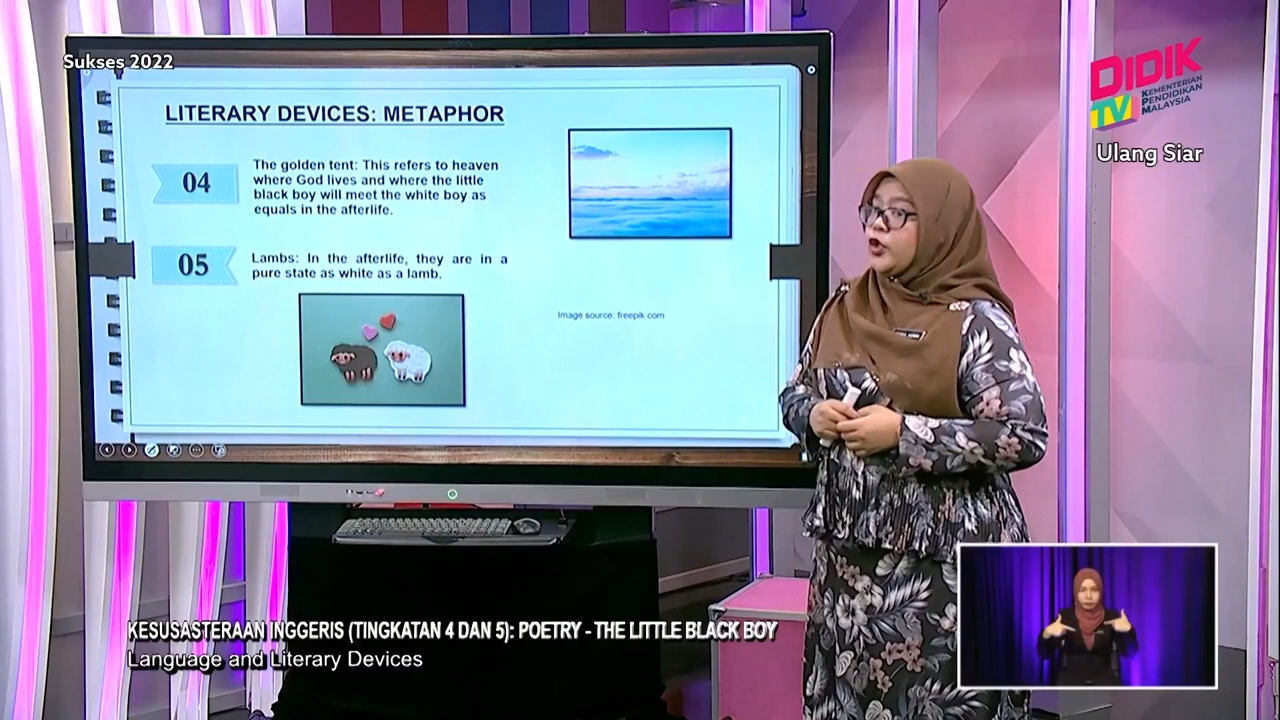 Sukses 2022
DIDIK
TV
KEMENTERIAN
PENDIDIKAN
MALAYSIA
Ulang Siar
LITERARY DEVICES: METAPHOR
04
The golden tent: This refers to heaven
where God lives and where the little
black boy will meet the white boy as
equals in the afterlife.
05
Lambs: In the afterlife, they are in a
pure state as white as a lamb.
Image source: freepik.com
KESUSASTERAAN INGGERIS (TINGKATAN 4 DAN 5): POETRY - THE LITTLE BLACK BOY
Language and Literary Devices